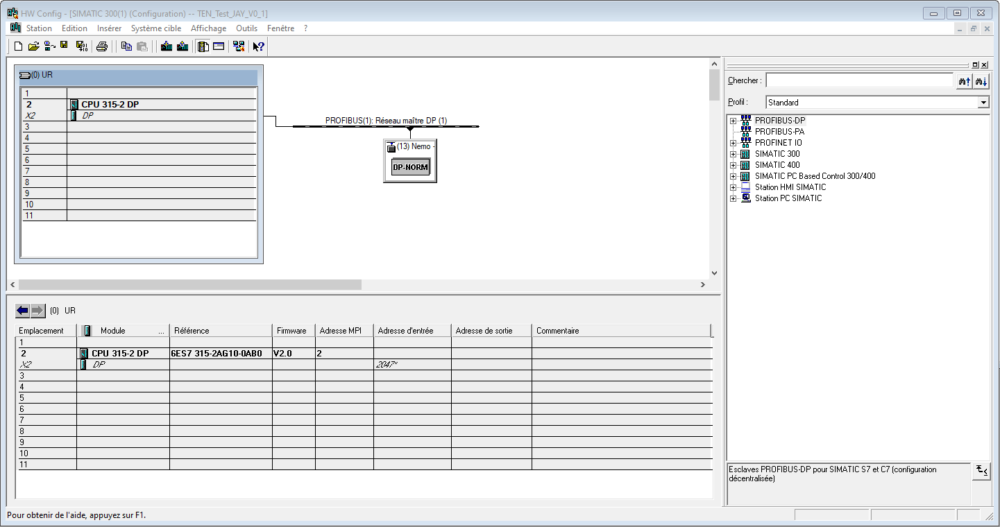 HW Config - [SIMATIC 300(1) (Configuration) -- TEN_Test_JAY_V0_1]
Station Edition Insérer Système cible Affichage Outils Fenêtre ?
(0) UR
1
2 CPU 315-2 DP
X2 DP
3
4
5
6
7
8
9
10
11
PROFIBUS(1): Réseau maître DP (1)
(13) Nemo -
DP-NORM
Chercher :
Profil : Standard
PROFIBUS-DP
PROFIBUS-PA
PROFINET IO
SIMATIC 300
SIMATIC 400
SIMATIC PC Based Control 300/400
Station HMI SIMATIC
Station PC SIMATIC
(0) UR
Emplacement Module ... Référence Firmware Adresse MPI Adresse d'entrée Adresse de sortie Commentaire
1
2 CPU 315-2 DP 6ES7 315-2AG10-0AB0 V2.0 2
X2 DP 2047*
3
4
5
6
7
8
9
10
11
Esclaves PROFIBUS-DP pour SIMATIC S7 et C7 (configuration
décentralisée)
Pour obtenir de l'aide, appuyez sur F1.